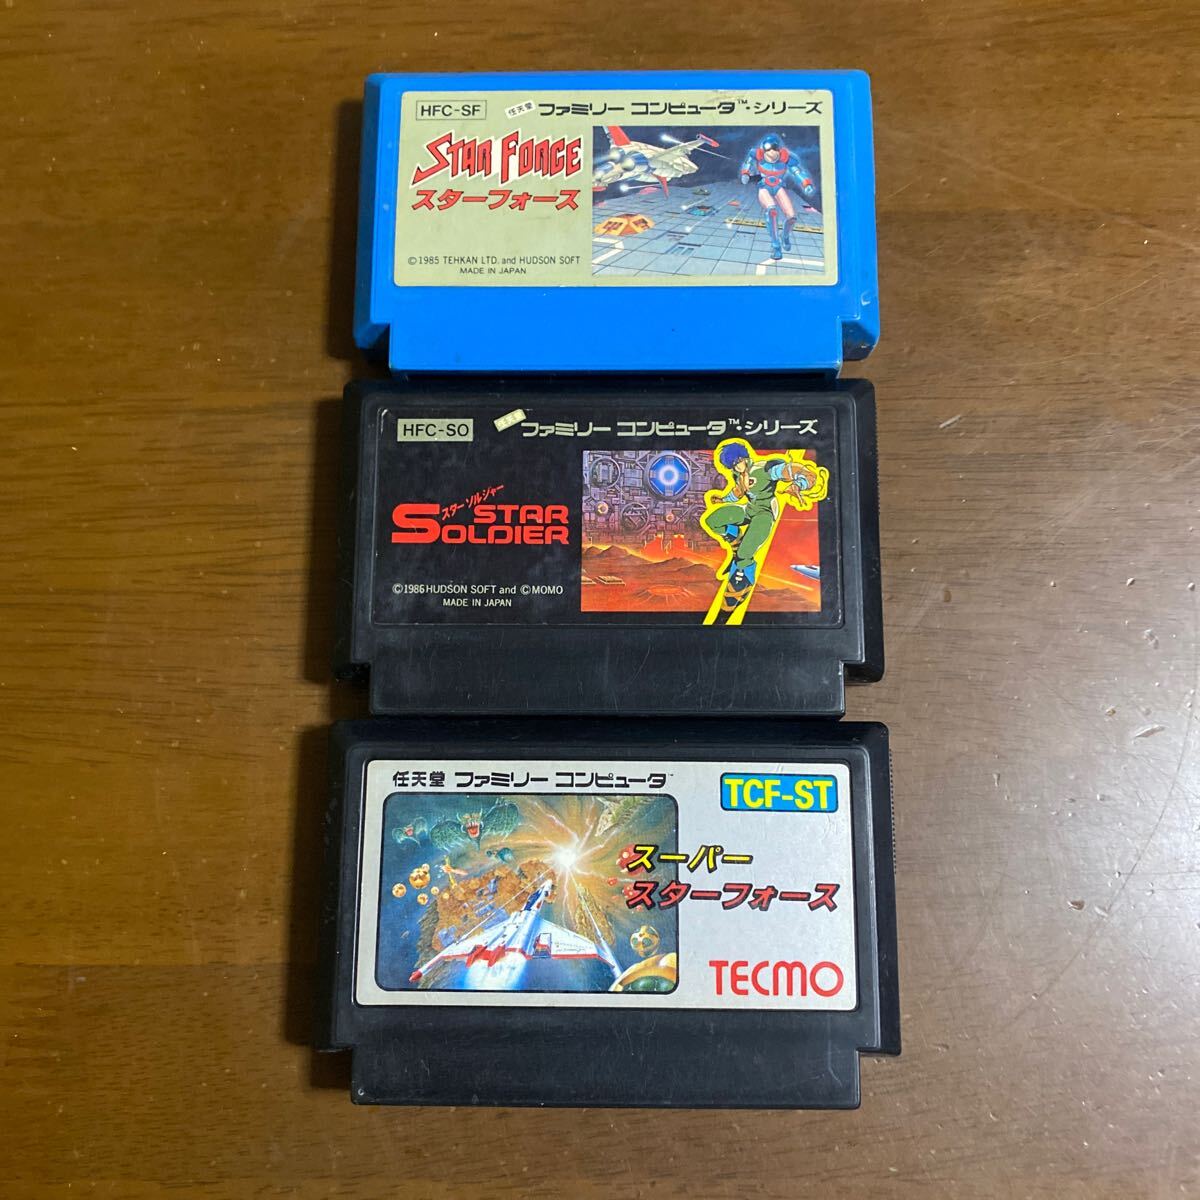 HFC-SF 任天堂 ファミリー コンピュータ™・シリーズ
STAR FORCE
スターフォース
©1985 TEHKAN LTD. and HUDSON SOFT
MADE IN JAPAN
HFC-SO 任天堂 ファミリー コンピュータ™・シリーズ
スターソルジャー
STAR
SOLDIER
©1986 HUDSON SOFT and ©MOMO
MADE IN JAPAN
任天堂 ファミリー コンピュータ™
TCF-ST
スーパー
スターフォース
TECMO